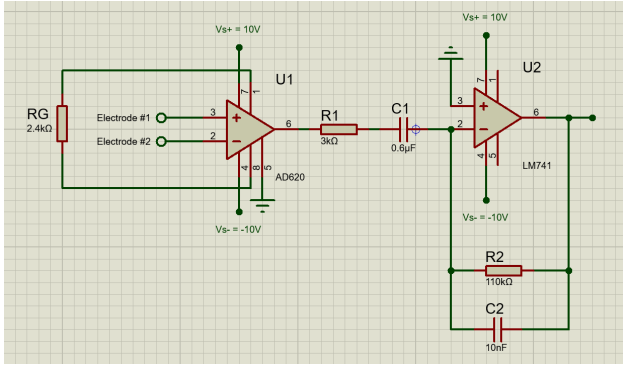 Vs+ = 10V
U1
7
1
RG
2.4kΩ
Electrode #1
3
Electrode #2
2
6
4
8
5
AD620
Vs- = -10V
R1
3kΩ
C1
0.6µF
Vs+ = 10V
U2
7
1
3
2
6
4
5
LM741
Vs- = -10V
R2
110kΩ
C2
10nF